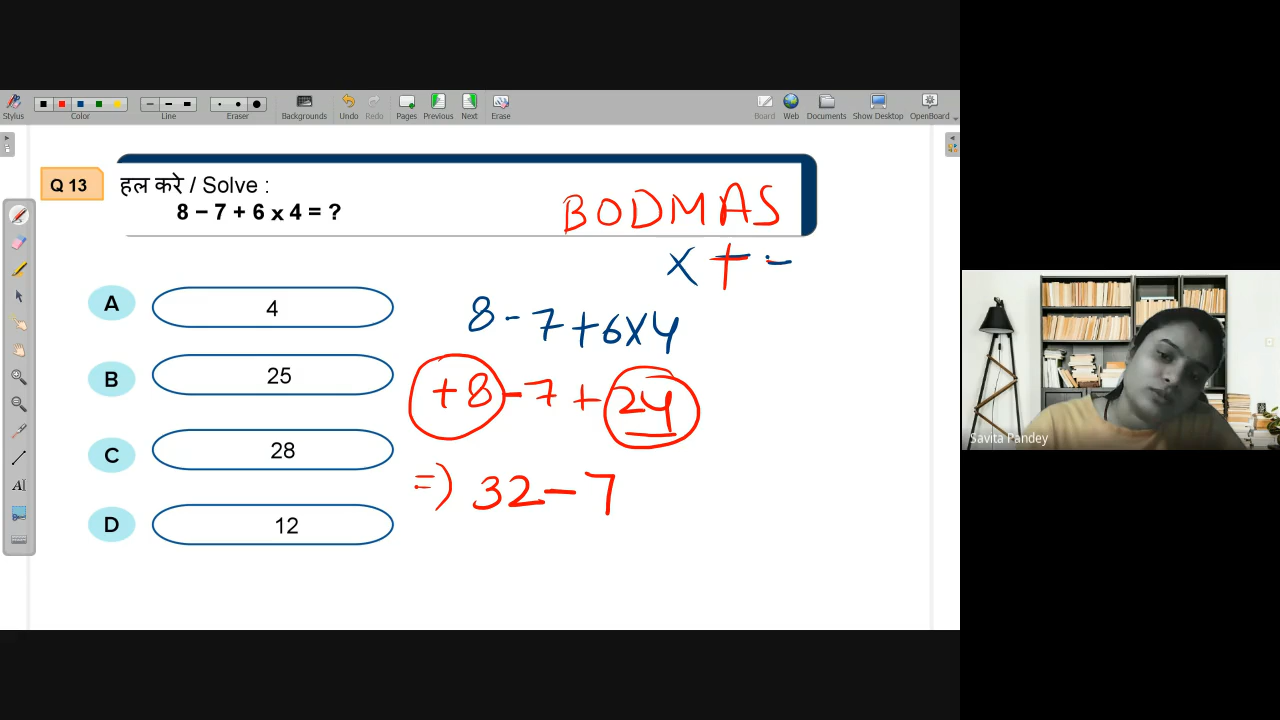 Stylus
Color
Line
Eraser
Backgrounds
Undo
Redo
Pages
Previous
Next
Erase
Board
Web
Documents
Show Desktop
OpenBoard
Q 13
हल करे / Solve :
8 − 7 + 6 x 4 = ?
BODMAS
x + -
A
4
B
25
C
28
D
12
8 - 7 + 6 x 4
+8 - 7 + 24
=) 32 - 7
Savita Pandey